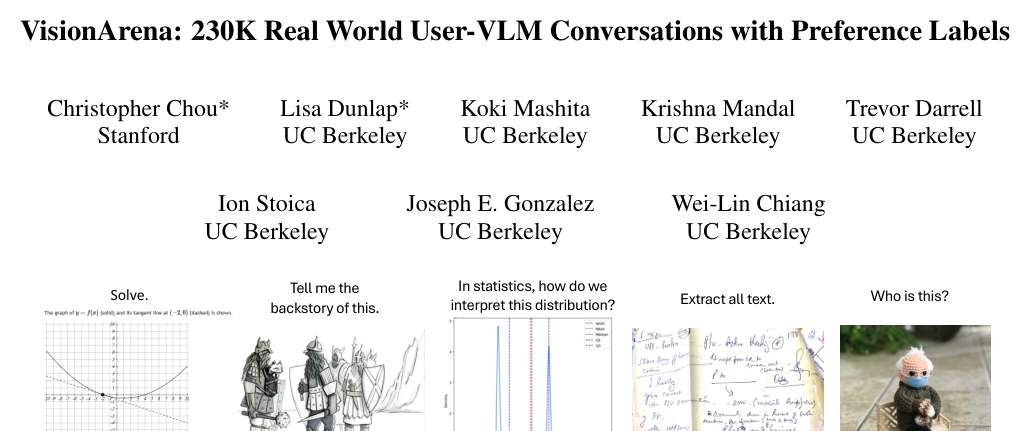 VisionArena: 230K Real World User-VLM Conversations with Preference Labels
Christopher Chou* Lisa Dunlap* Koki Mashita Krishna Mandal Trevor Darrell
Stanford UC Berkeley UC Berkeley UC Berkeley UC Berkeley
Ion Stoica Joseph E. Gonzalez Wei-Lin Chiang
UC Berkeley UC Berkeley UC Berkeley
Solve.
The graph of y = f(x) (solid) and its tangent line at (−2, 0) (dashed) is shown.
Tell me the
backstory of this.
In statistics, how do we
interpret this distribution?
Extract all text.
Who is this?